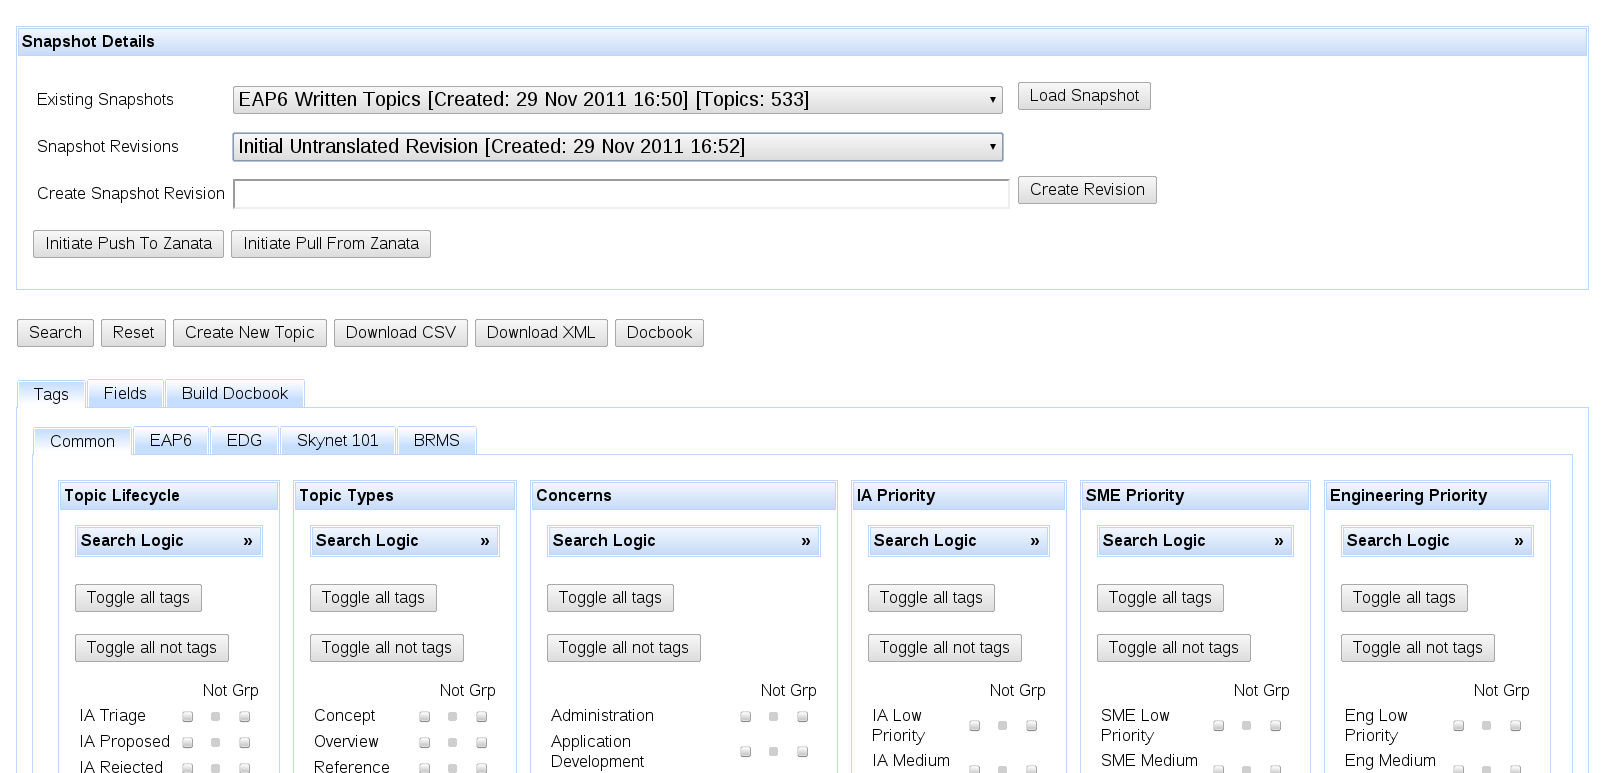 Snapshot Details
Existing Snapshots EAP6 Written Topics [Created: 29 Nov 2011 16:50] [Topics: 533] Load Snapshot
Snapshot Revisions Initial Untranslated Revision [Created: 29 Nov 2011 16:52]
Create Snapshot Revision Create Revision
Initiate Push To Zanata Initiate Pull From Zanata
Search Reset Create New Topic Download CSV Download XML Docbook
Tags Fields Build Docbook
Common EAP6 EDG Skynet 101 BRMS
Topic Lifecycle Topic Types Concerns IA Priority SME Priority Engineering Priority
Search Logic » Search Logic » Search Logic » Search Logic » Search Logic » Search Logic »
Toggle all tags Toggle all tags Toggle all tags Toggle all tags Toggle all tags Toggle all tags
Toggle all not tags Toggle all not tags Toggle all not tags Toggle all not tags Toggle all not tags Toggle all not tags
Not Grp Not Grp Not Grp Not Grp Not Grp Not Grp
IA Triage Concept Administration IA Low Priority SME Low Priority Eng Low Priority
IA Proposed Overview Application Development IA Medium SME Medium Eng Medium
IA Rejected Reference